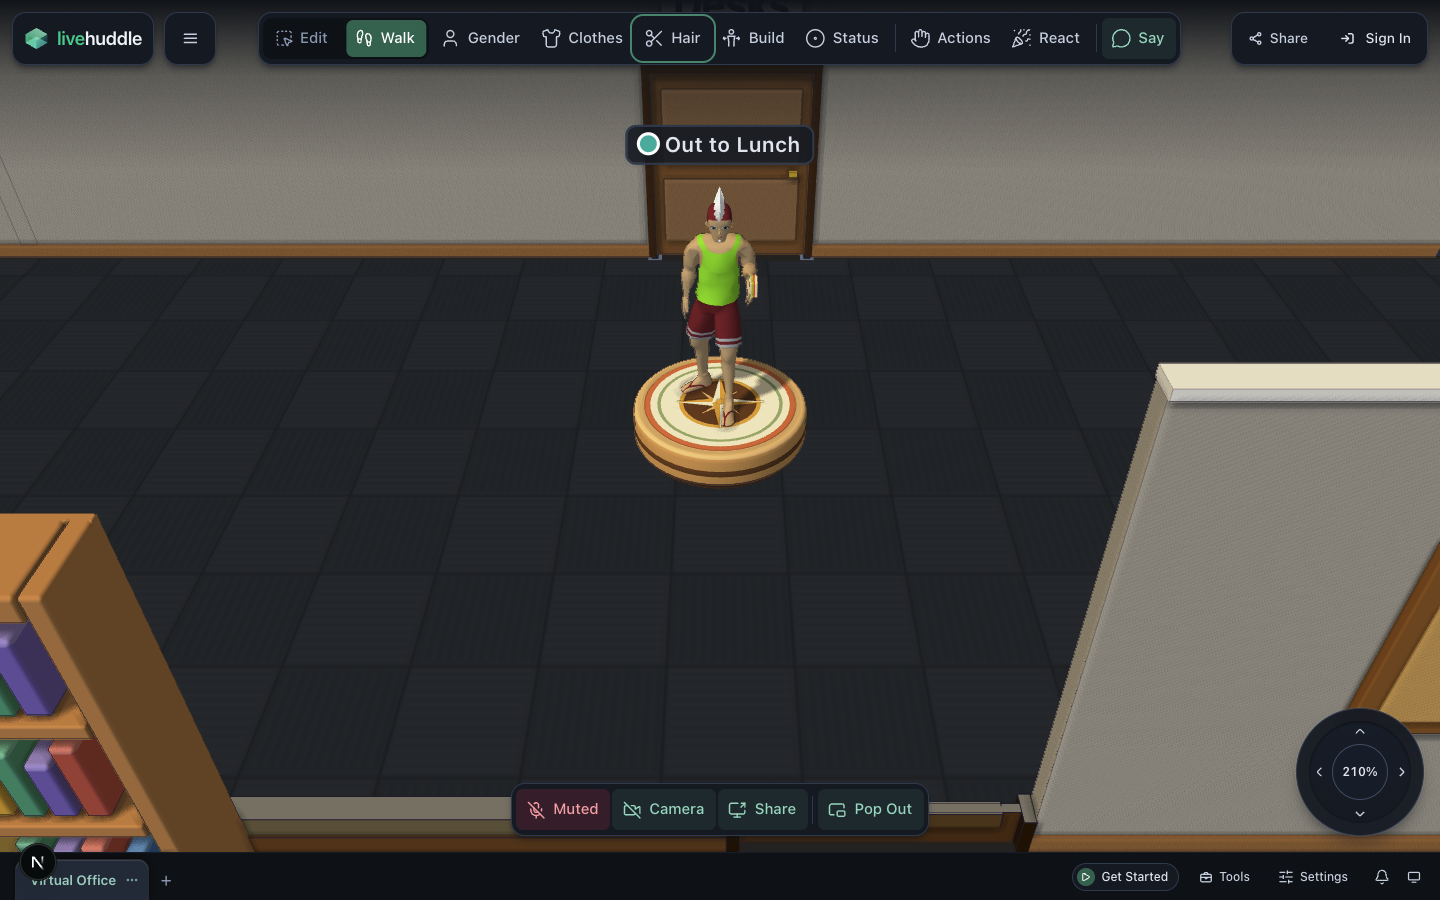 livehuddle
Edit
Walk
Gender
Clothes
Hair
Build
Status
Actions
React
Say
Share
Sign In
Out to Lunch
210%
Muted
Camera
Share
Pop Out
N
Virtual Office
Get Started
Tools
Settings